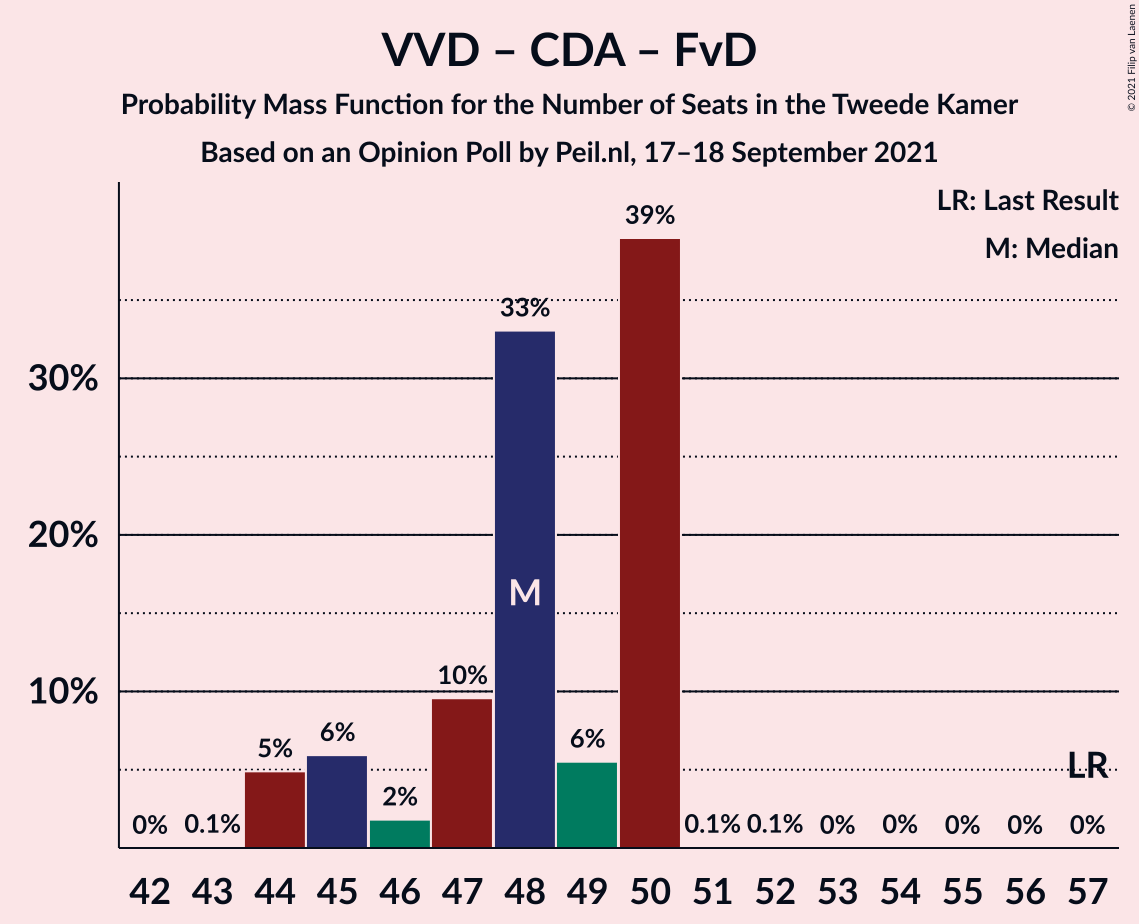 VVD – CDA – FvD
Probability Mass Function for the Number of Seats in the Tweede Kamer
Based on an Opinion Poll by Peil.nl, 17–18 September 2021
© 2021 Filip van Laenen
LR: Last Result
M: Median
39%
33%
30%
20%
M
10%
10%
6%
6%
5%
LR
2%
0% 0.1% 0.1% 0.1% 0% 0% 0% 0% 0%
42 43 44 45 46 47 48 49 50 51 52 53 54 55 56 57